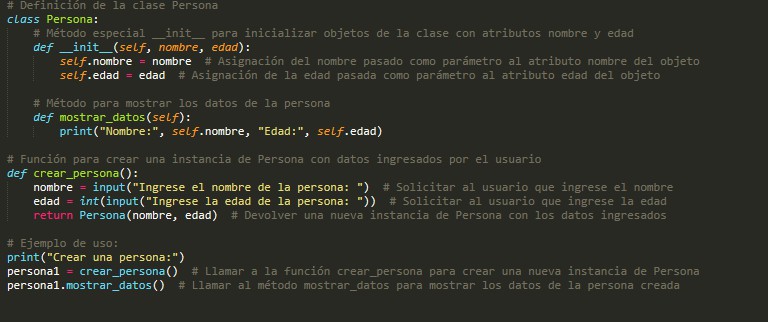 # Definición de la clase Persona
class Persona:
    # Método especial __init__ para inicializar objetos de la clase con atributos nombre y edad
    def __init__(self, nombre, edad):
        self.nombre = nombre  # Asignación del nombre pasado como parámetro al atributo nombre del objeto
        self.edad = edad  # Asignación de la edad pasada como parámetro al atributo edad del objeto

    # Método para mostrar los datos de la persona
    def mostrar_datos(self):
        print("Nombre:", self.nombre, "Edad:", self.edad)

# Función para crear una instancia de Persona con datos ingresados por el usuario
def crear_persona():
    nombre = input("Ingrese el nombre de la persona: ")  # Solicitar al usuario que ingrese el nombre
    edad = int(input("Ingrese la edad de la persona: "))  # Solicitar al usuario que ingrese la edad
    return Persona(nombre, edad)  # Devolver una nueva instancia de Persona con los datos ingresados

# Ejemplo de uso:
print("Crear una persona:")
persona1 = crear_persona()  # Llamar a la función crear_persona para crear una nueva instancia de Persona
persona1.mostrar_datos()  # Llamar al método mostrar_datos para mostrar los datos de la persona creada